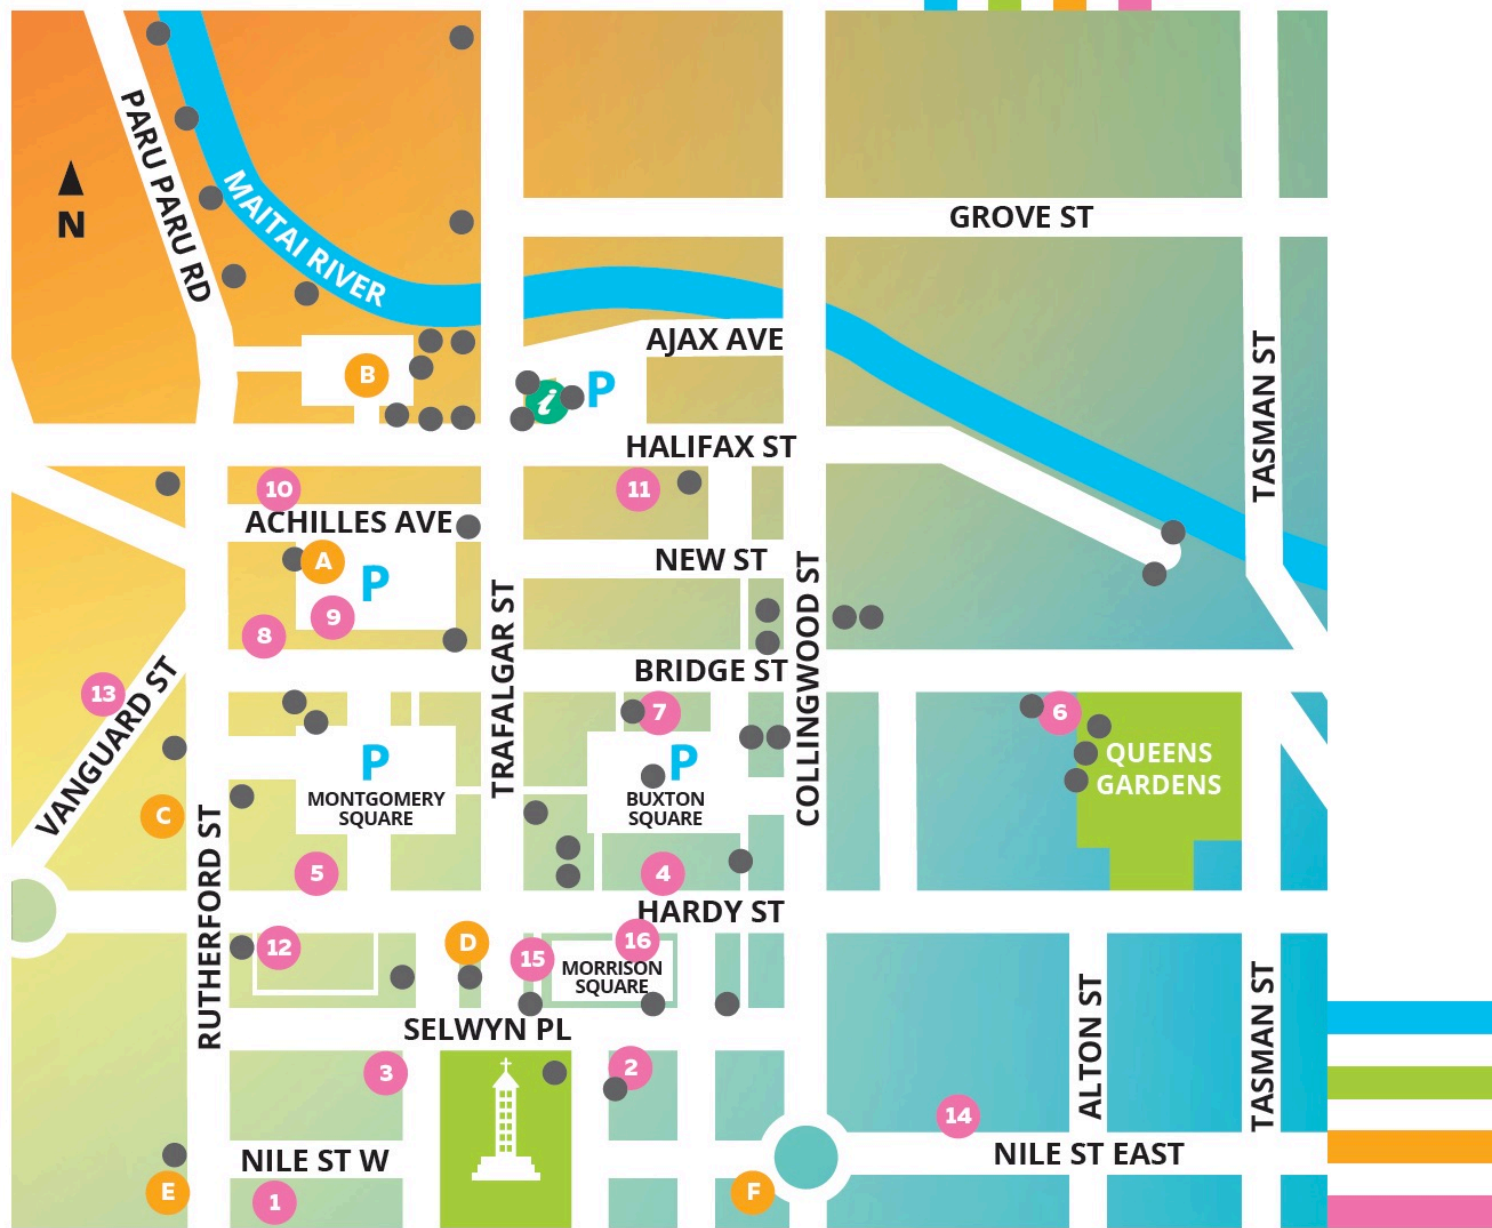 PARU PARU RD
MAITAI RIVER
N
GROVE ST
AJAX AVE
B
i
P
HALIFAX ST
TASMAN ST
10
11
ACHILLES AVE
A
P
NEW ST
9
8
TRAFALGAR ST
COLLINGWOOD ST
BRIDGE ST
13
VANGUARD ST
7
6
P
P
QUEENS
GARDENS
MONTGOMERY
SQUARE
BUXTON
SQUARE
C
5
4
RUTHERFORD ST
HARDY ST
12
D
15
16
MORRISON
SQUARE
SELWYN PL
ALTON ST
TASMAN ST
3
2
14
NILE ST W
NILE ST EAST
E
1
F